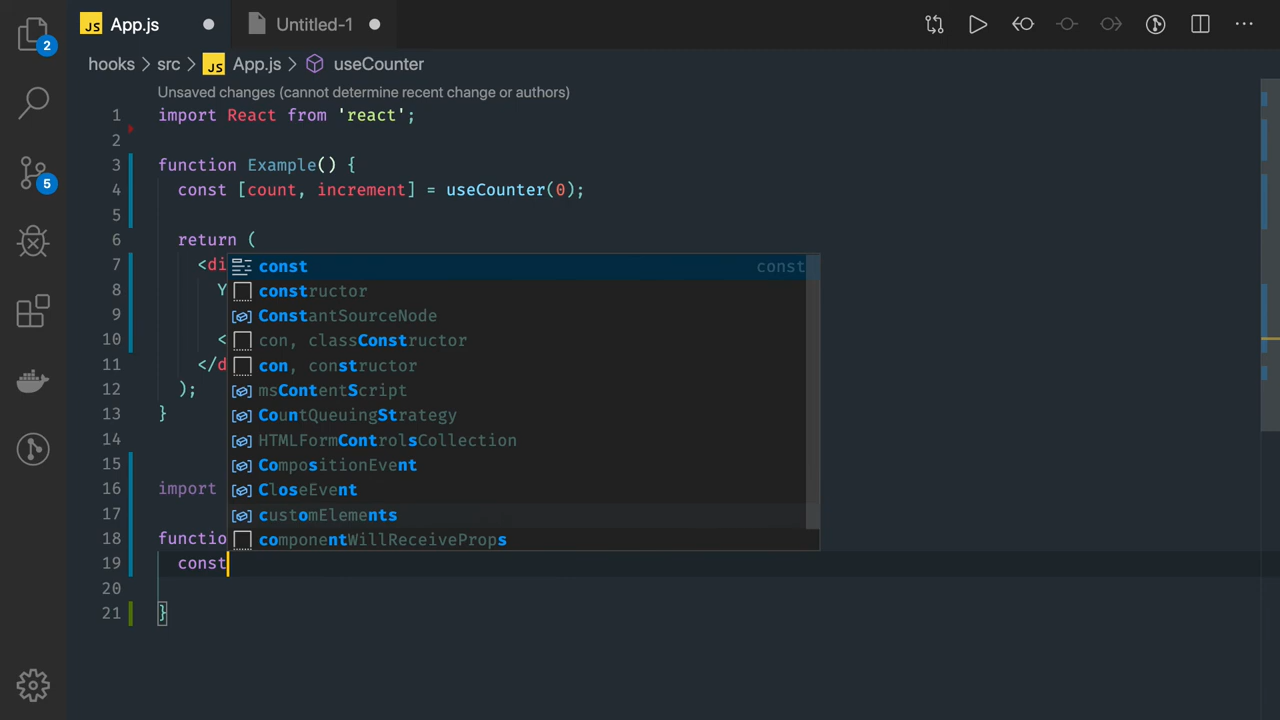 JS App.js Untitled-1
2
hooks > src > JS App.js > useCounter
Unsaved changes (cannot determine recent change or authors)
1 import React from 'react';
2
3 function Example() {
4 const [count, increment] = useCounter(0);
5
6 return (
7 <di
const const
8 Y
constructor
9
ConstantSourceNode
10 <
con, classConstructor
11 </d
con, constructor
12 );
msContentScript
13 }
CountQueuingStrategy
14
HTMLFormControlsCollection
15
CompositionEvent
16 import
CloseEvent
17
customElements
18 functio
componentWillReceiveProps
19 const
20
21 }
5